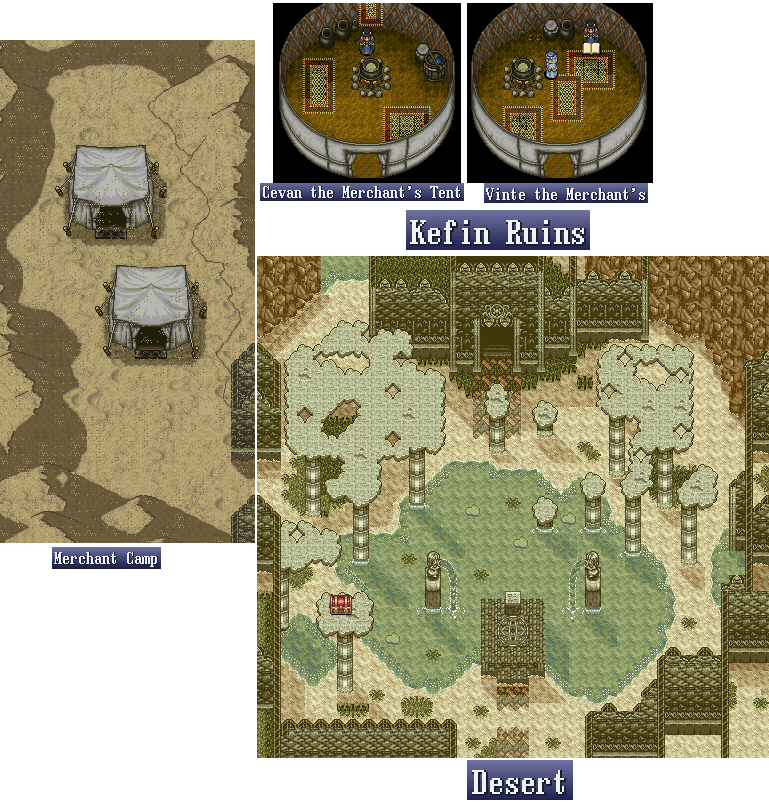 Cevan the Merchant's Tent
Vinte the Merchant's
Kefin Ruins
Merchant Camp
Desert